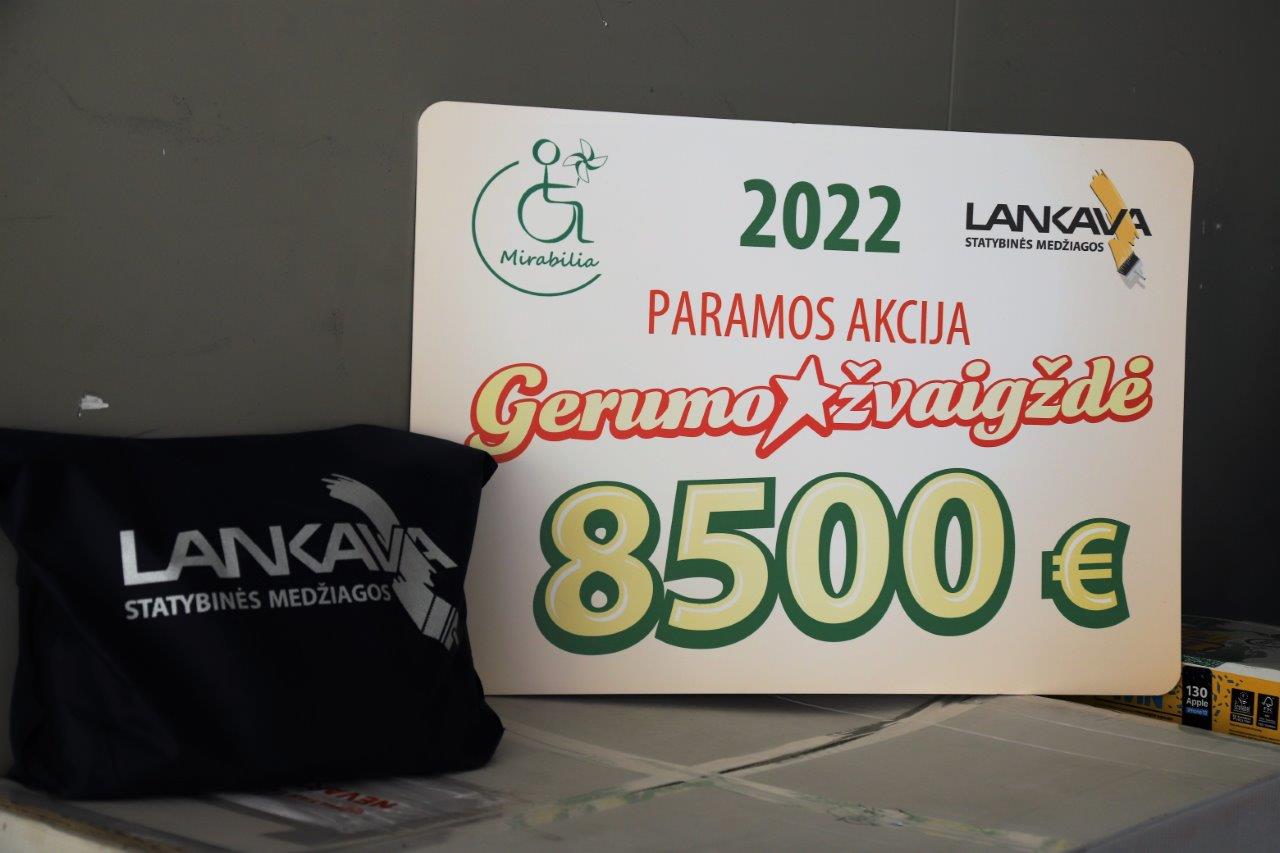 Mirabilia
2022
LANKAVA
STATYBINĖS MEDŽIAGOS
PARAMOS AKCIJA
Gerumo žvaigždė
8500 €
LANKAVA
STATYBINĖS MEDŽIAGOS
130
Apple